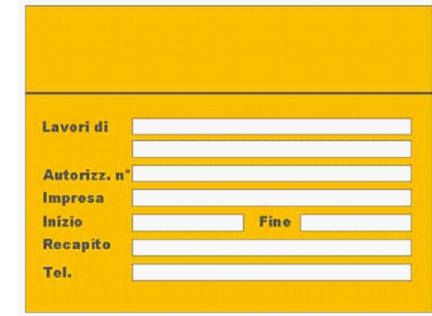 Lavori di
Autorizz. n°
Impresa
Inizio Fine
Recapito
Tel.